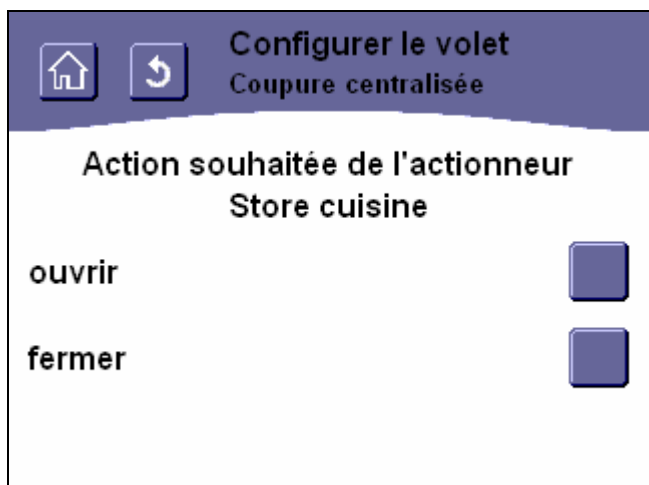 Configurer le volet
Coupure centralisée
Action souhaitée de l'actionneur
Store cuisine
ouvrir
fermer